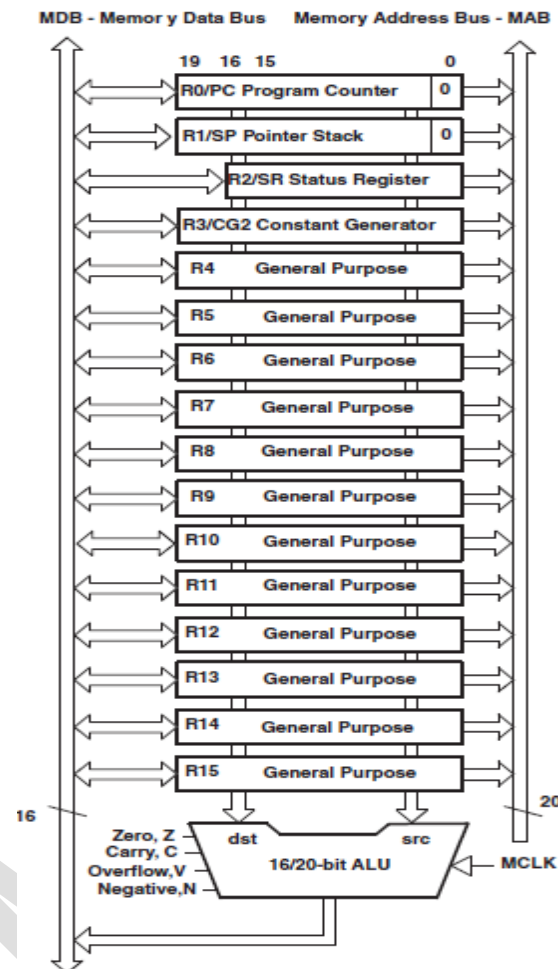 MDB - Memor y Data Bus Memory Address Bus - MAB
19 16 15 0
R0/PC Program Counter 0
R1/SP Pointer Stack 0
R2/SR Status Register
R3/CG2 Constant Generator
R4 General Purpose
R5 General Purpose
R6 General Purpose
R7 General Purpose
R8 General Purpose
R9 General Purpose
R10 General Purpose
R11 General Purpose
R12 General Purpose
R13 General Purpose
R14 General Purpose
R15 General Purpose
16 20
dst src
Zero, Z
Carry, C
Overflow,V
Negative,N
16/20-bit ALU
MCLK